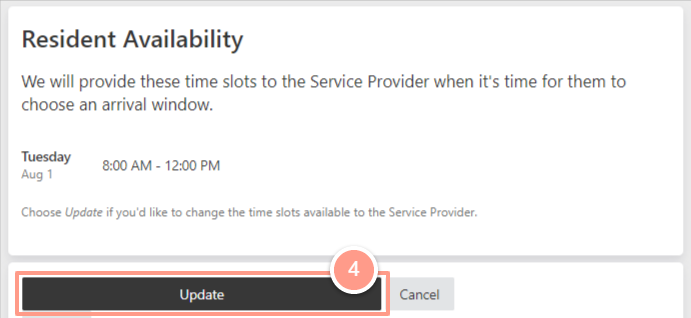 Resident Availability
We will provide these time slots to the Service Provider when it's time for them to
choose an arrival window.
Tuesday
8:00 AM - 12:00 PM
Aug 1
Choose Update if you'd like to change the time slots available to the Service Provider.
4
Update
Cancel